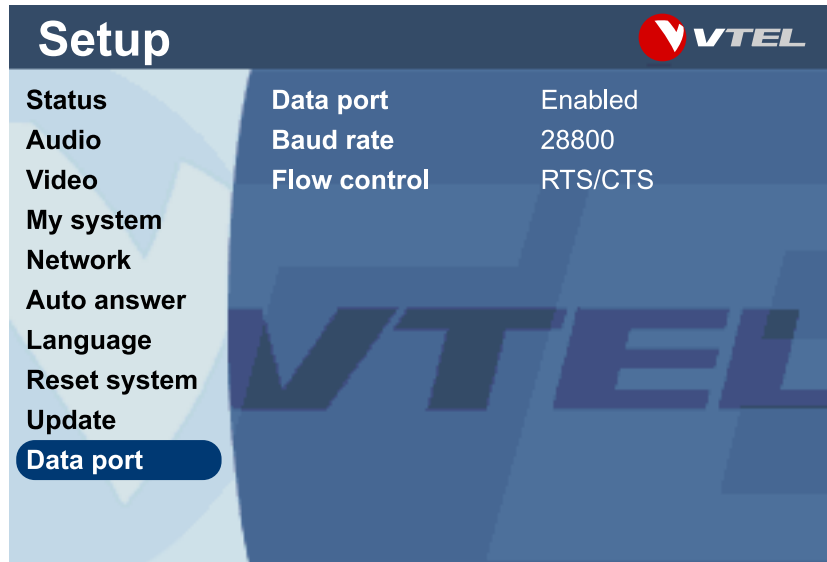 Setup
VTEL
Status
Audio
Video
My system
Network
Auto answer
Language
Reset system
Update
Data port
Data port Enabled
Baud rate 28800
Flow control RTS/CTS
VTEL